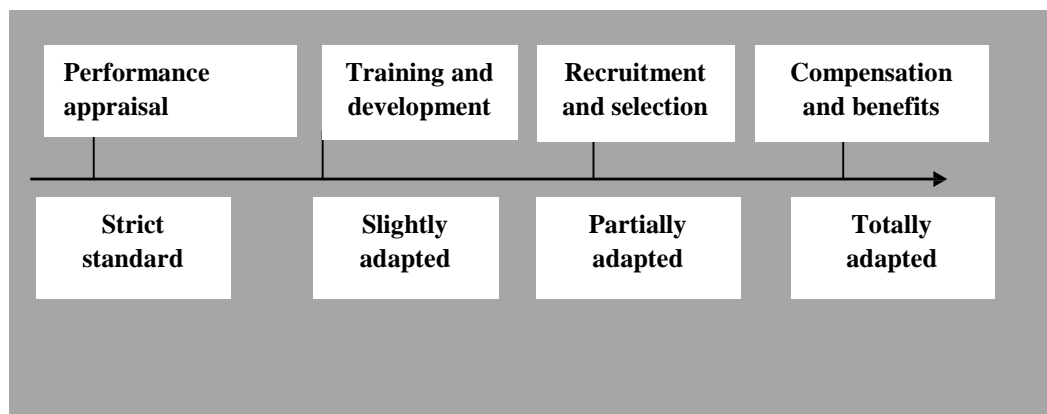 Performance
appraisal
Training and
development
Recruitment
and selection
Compensation
and benefits
Strict
standard
Slightly
adapted
Partially
adapted
Totally
adapted